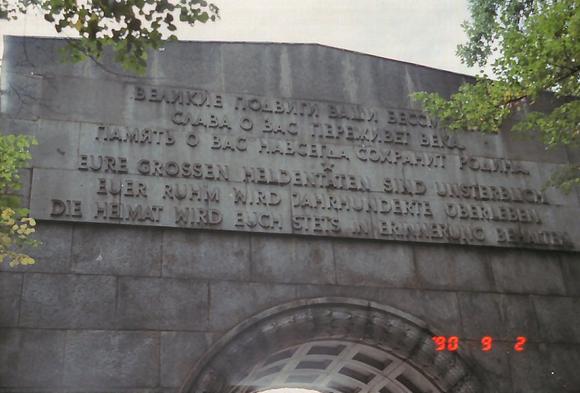 ВЕЛИКИЕ ПОДВИГИ ВАШИ
СЛАВА О ВАС ПЕРЕЖИВЕТ ВЕКА
ПАМЯТЬ О ВАС НАВСЕГДА СОХРАНИТ РОДИНА
EURE GROSSEN HELDENTATEN SIND UNSTERBLICH
EUER RUHM WIRD JAHRHUNDERTE ÜBERLEBEN
DIE HEIMAT WIRD EUCH STETS IN ERINNERUNG BEHALTEN
'90 9 2